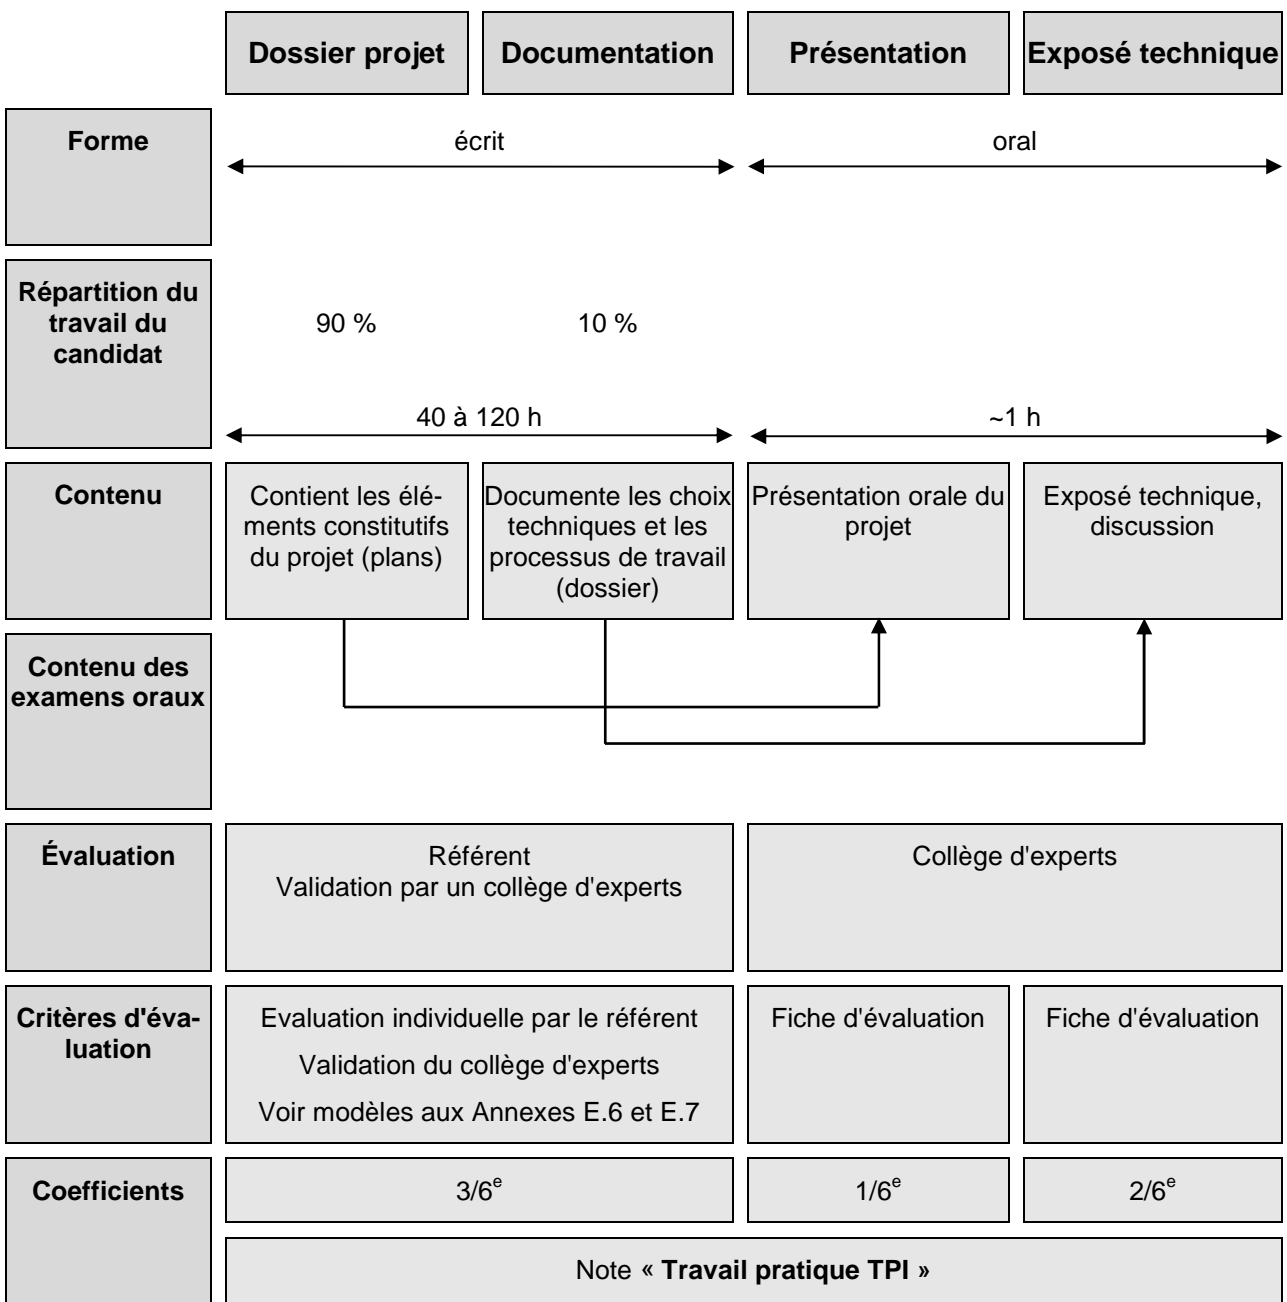 Dossier projet
Documentation
Présentation
Exposé technique
Forme
écrit
oral
Répartition du
travail du
candidat
90 %
10 %
40 à 120 h
~1 h
Contenu
Contient les élé-
ments constitutifs
du projet (plans)
Documente les choix
techniques et les
processus de travail
(dossier)
Présentation orale du
projet
Exposé technique,
discussion
Contenu des
examens oraux
Évaluation
Référent
Validation par un collège d'experts
Collège d'experts
Critères d'éva-
luation
Evaluation individuelle par le référent
Validation du collège d'experts
Voir modèles aux Annexes E.6 et E.7
Fiche d'évaluation
Fiche d'évaluation
Coefficients
3/6e
1/6e
2/6e
Note « Travail pratique TPI »